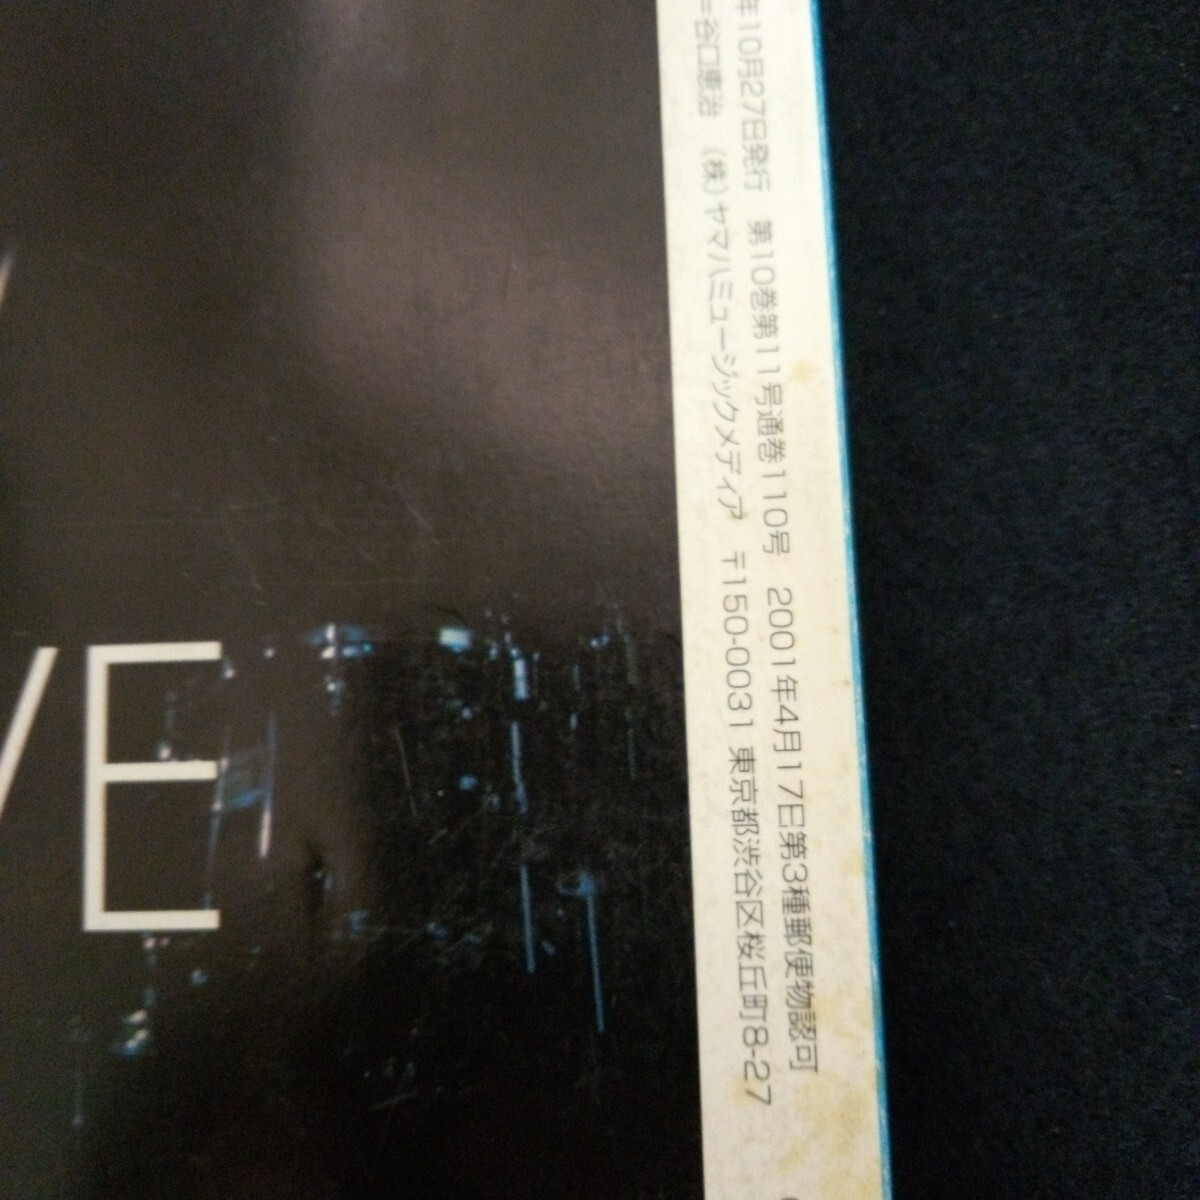 年10月27日発行　第10巻第11号通巻110号　2001年4月17日第3種郵便物認可
=谷口恵治　(株)ヤマハミュージックメディア　〒150-0031 東京都渋谷区桜丘町8-27
VE